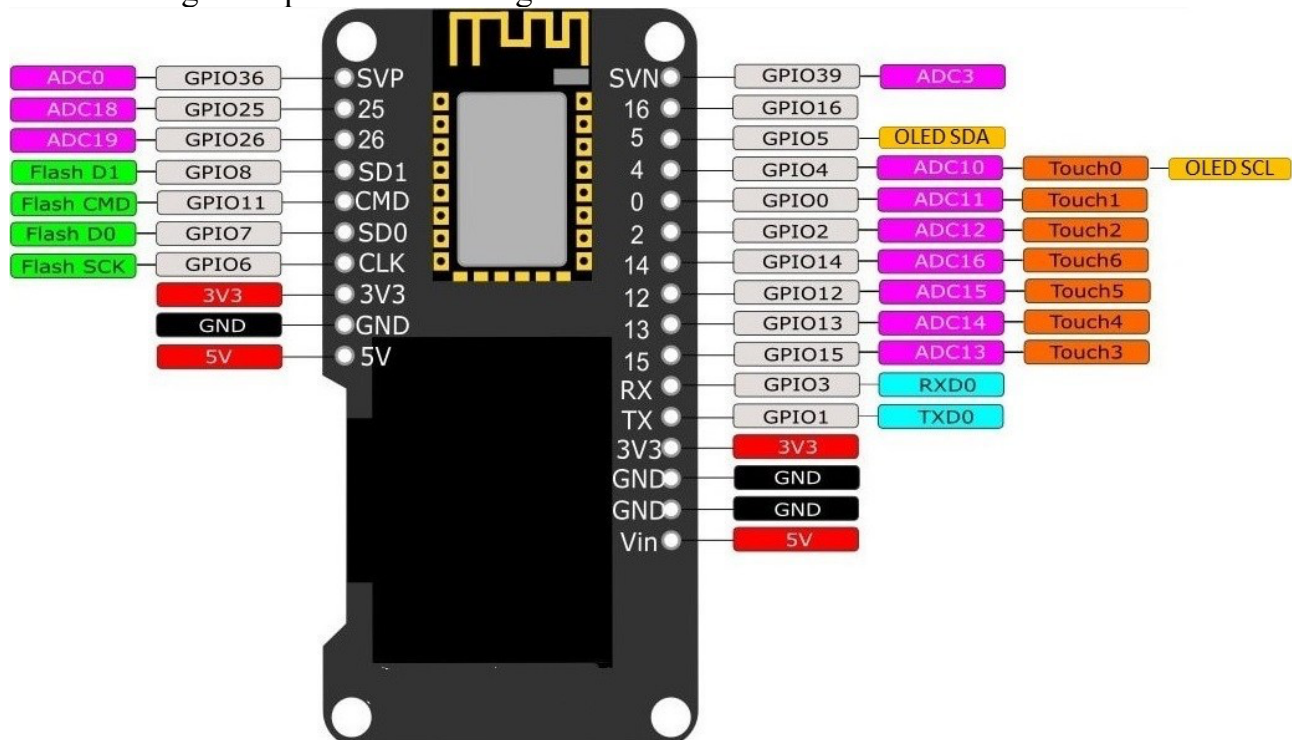 ADC0 GPIO36 SVP SVN GPIO39 ADC3
ADC18 GPIO25 25 16 GPIO16
ADC19 GPIO26 26 5 GPIO5 OLED SDA
Flash D1 GPIO8 SD1 4 GPIO4 ADC10 Touch0 OLED SCL
Flash CMD GPIO11 CMD 0 GPIO0 ADC11 Touch1
Flash D0 GPIO7 SD0 2 GPIO2 ADC12 Touch2
Flash SCK GPIO6 CLK 14 GPIO14 ADC16 Touch6
3V3 3V3 12 GPIO12 ADC15 Touch5
GND GND 13 GPIO13 ADC14 Touch4
5V 5V 15 GPIO15 ADC13 Touch3
RX GPIO3 RXD0
TX GPIO1 TXD0
3V3 3V3
GND GND
GND GND
Vin 5V